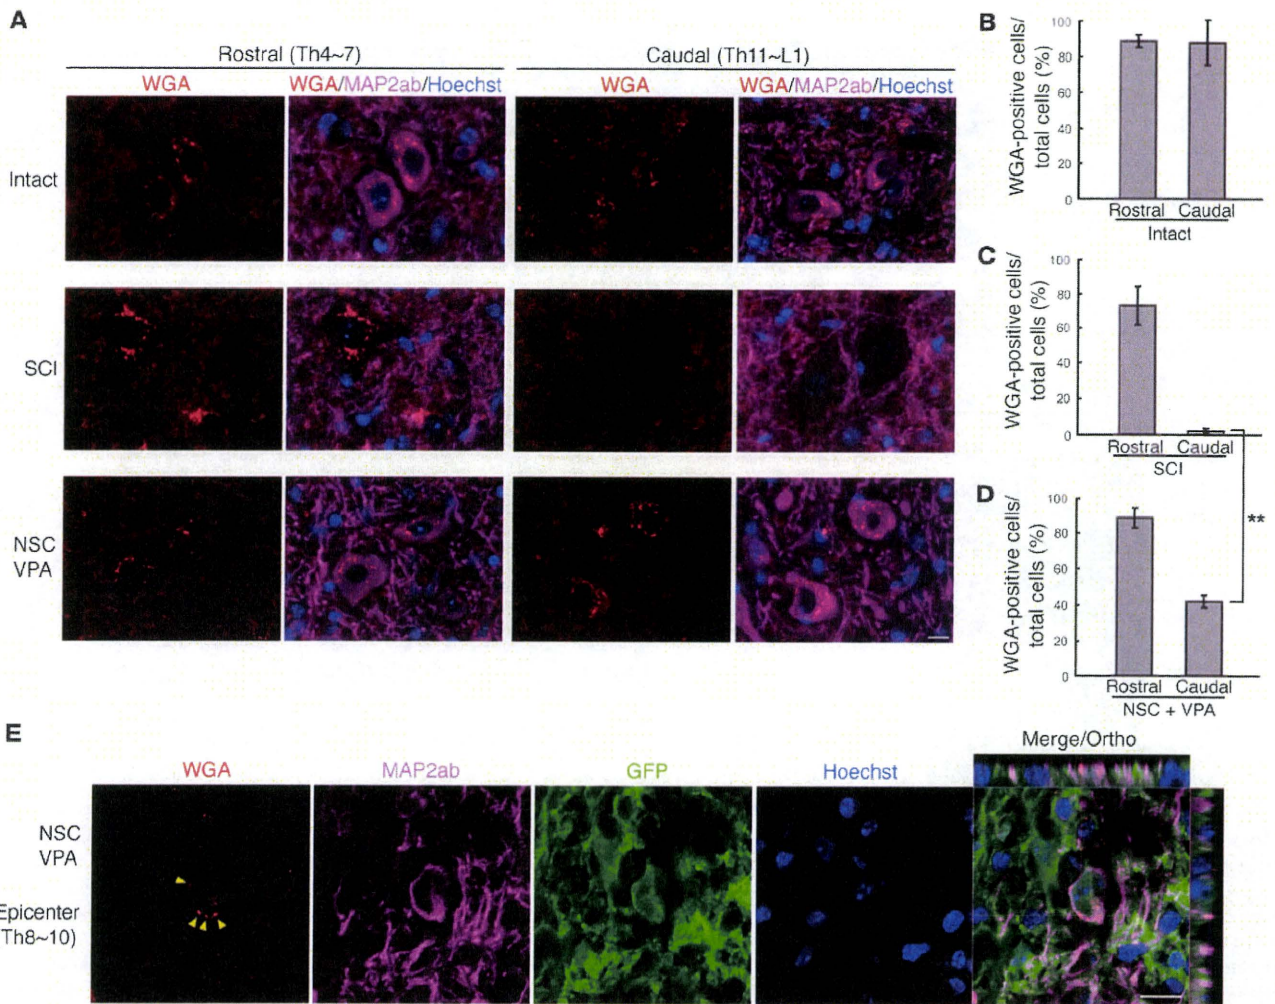 A
Rostral (Th4~7)
Caudal (Th11~L1)
WGA
WGA/MAP2ab/Hoechst
WGA
WGA/MAP2ab/Hoechst
Intact
SCI
NSC
VPA
B
WGA-positive cells/
total cells (%)
100
80
60
40
20
0
Rostral Caudal
Intact
C
WGA-positive cells/
total cells (%)
100
80
60
40
20
0
Rostral Caudal
SCI
D
WGA-positive cells/
total cells (%)
100
80
60
40
20
0
Rostral Caudal
NSC + VPA
**
E
WGA
MAP2ab
GFP
Hoechst
Merge/Ortho
NSC
VPA
Epicenter
(Th8~10)